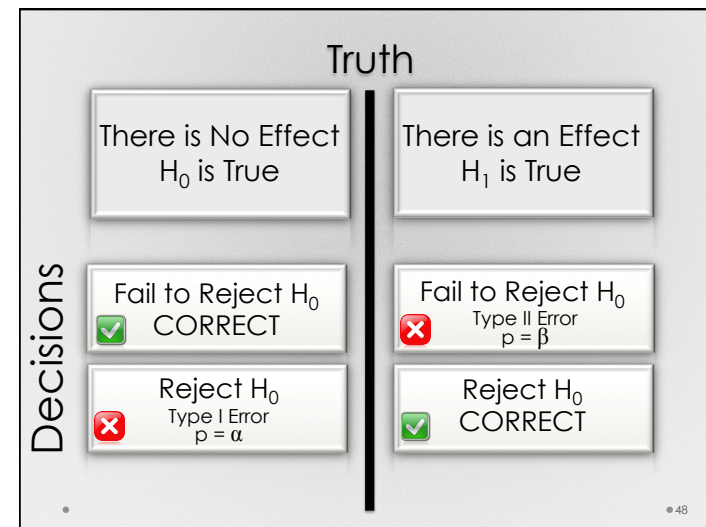 Truth
There is No Effect
H₀ is True
There is an Effect
H₁ is True
Decisions
Fail to Reject H₀
CORRECT
Fail to Reject H₀
Type II Error
p = β
Reject H₀
Type I Error
p = α
Reject H₀
CORRECT
48